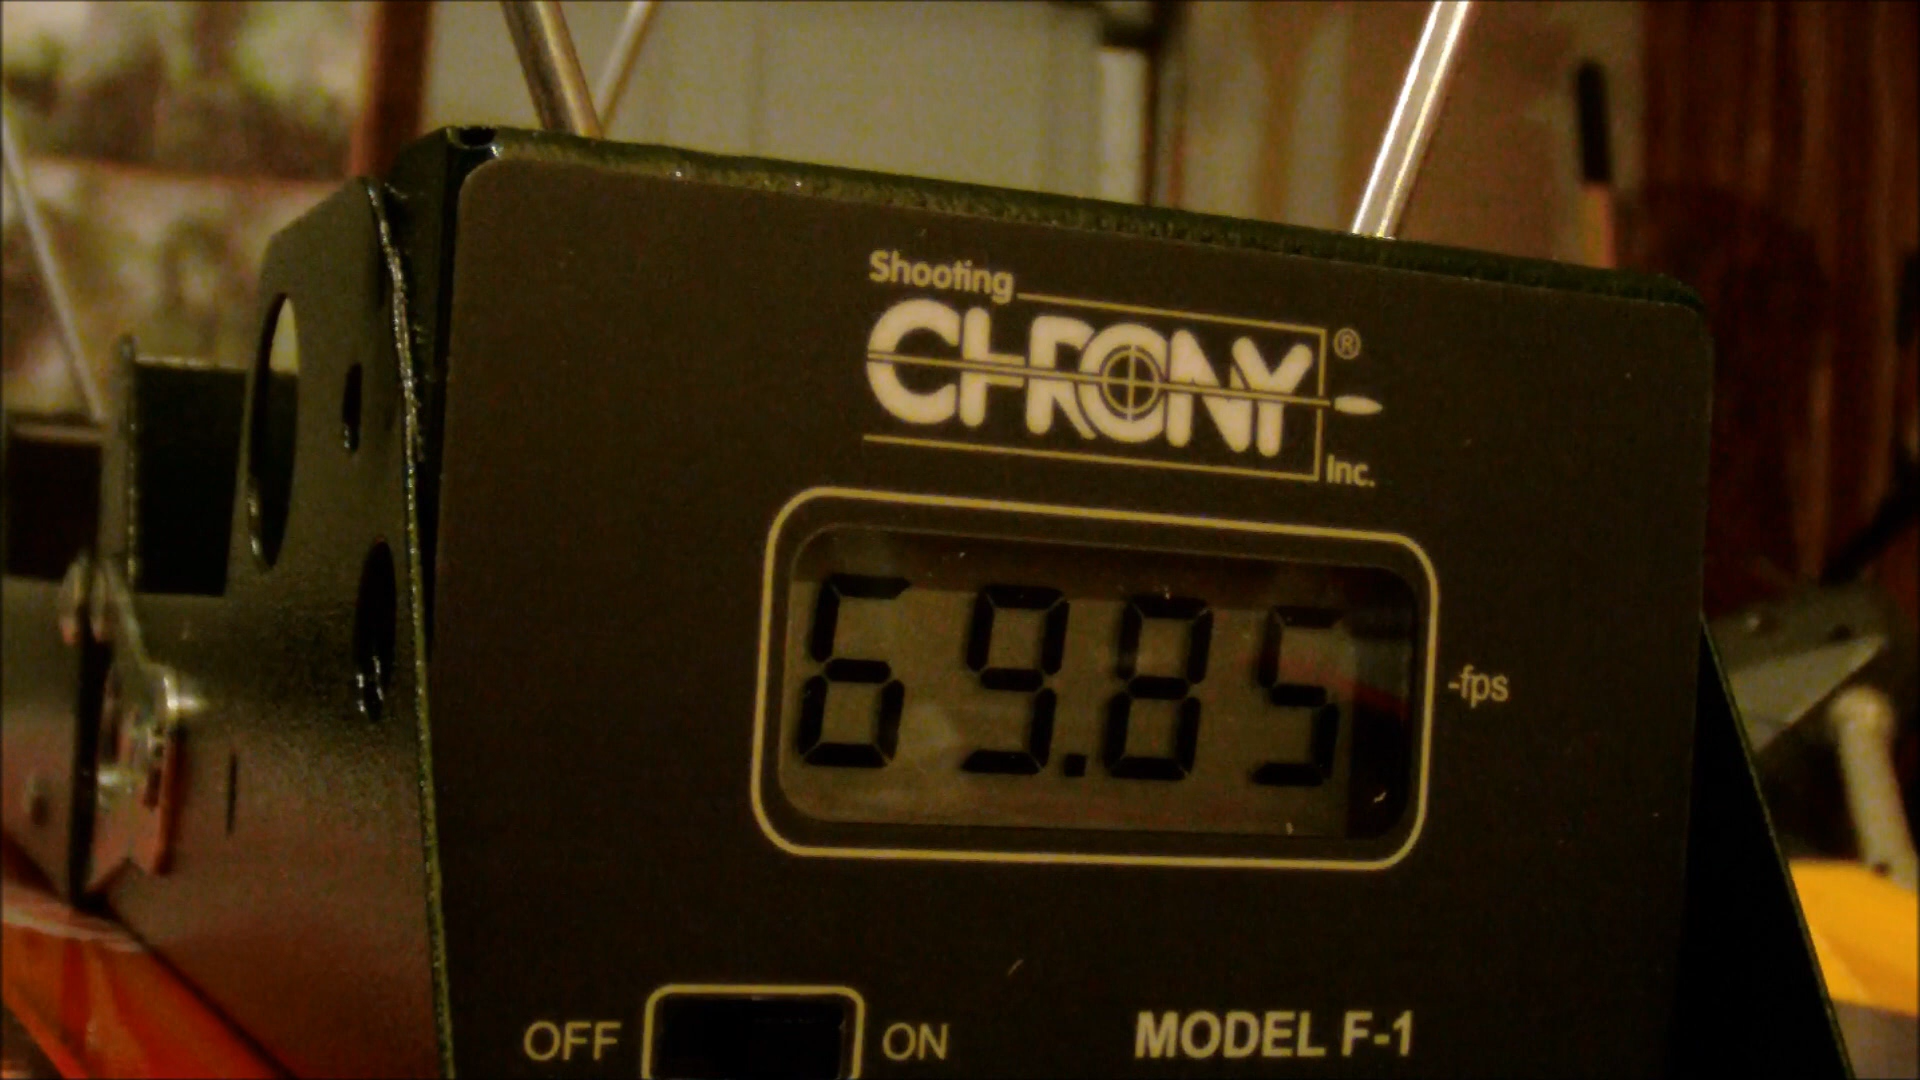 Shooting
CHRONY®
Inc.
69.85
-fps
OFF ON
MODEL F-1